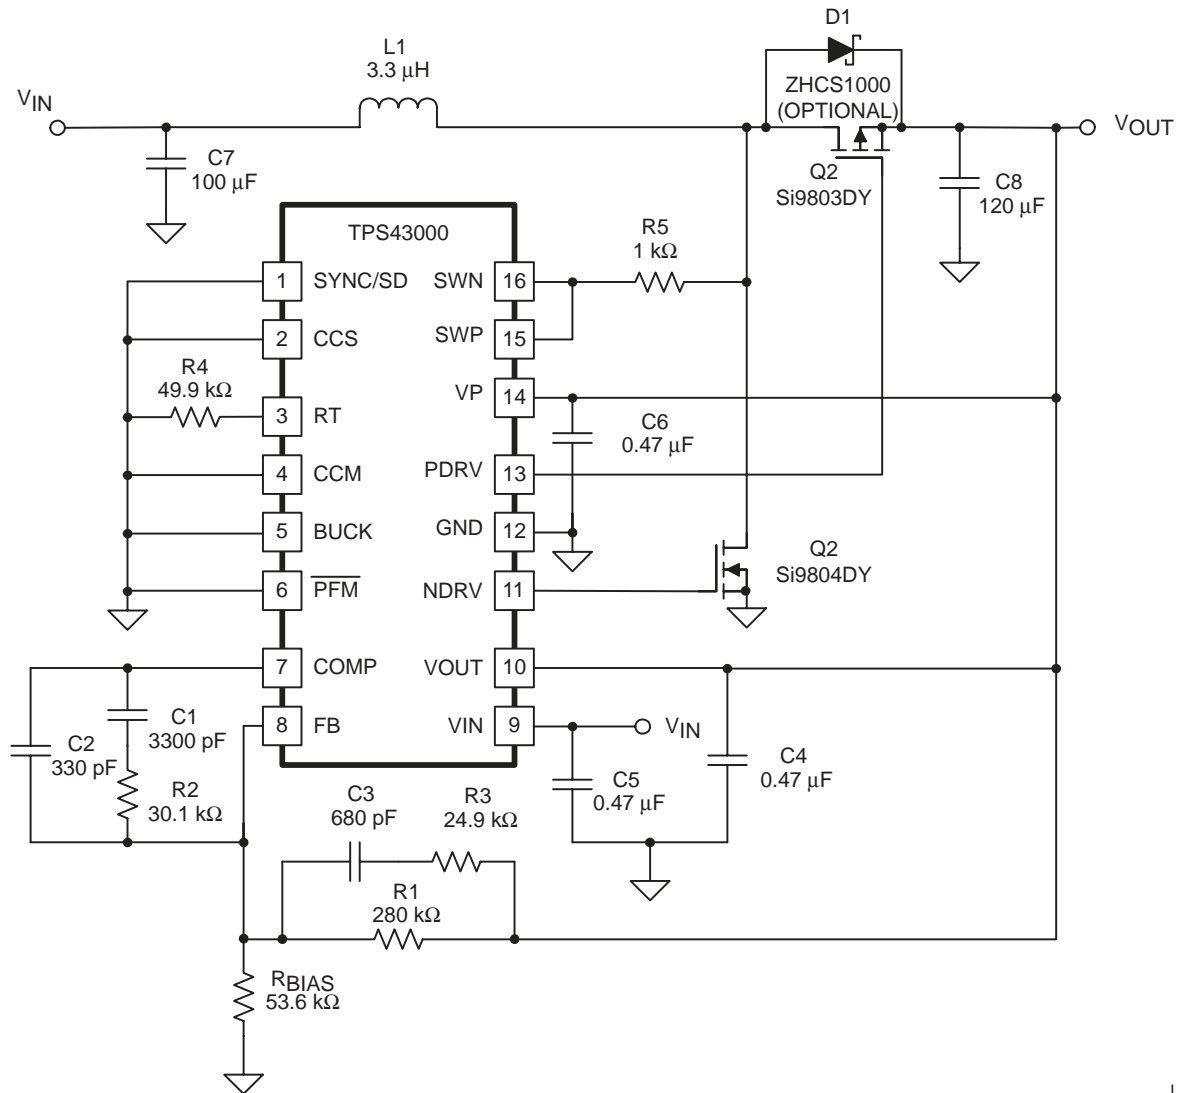 D1
L1
3.3 μH
ZHCS1000
(OPTIONAL)
VIN
VOUT
C7
100 μF
Q2
Si9803DY
C8
120 μF
TPS43000
R5
1 kΩ
1 SYNC/SD SWN 16
2 CCS SWP 15
R4
49.9 kΩ
VP 14
3 RT
C6
0.47 μF
4 CCM PDRV 13
5 BUCK GND 12
Q2
Si9804DY
6 PFM NDRV 11
7 COMP VOUT 10
8 FB VIN 9
VIN
C1
3300 pF
C2
330 pF
R2
30.1 kΩ
C4
0.47 μF
C5
0.47 μF
C3
680 pF
R3
24.9 kΩ
R1
280 kΩ
RBIAS
53.6 kΩ